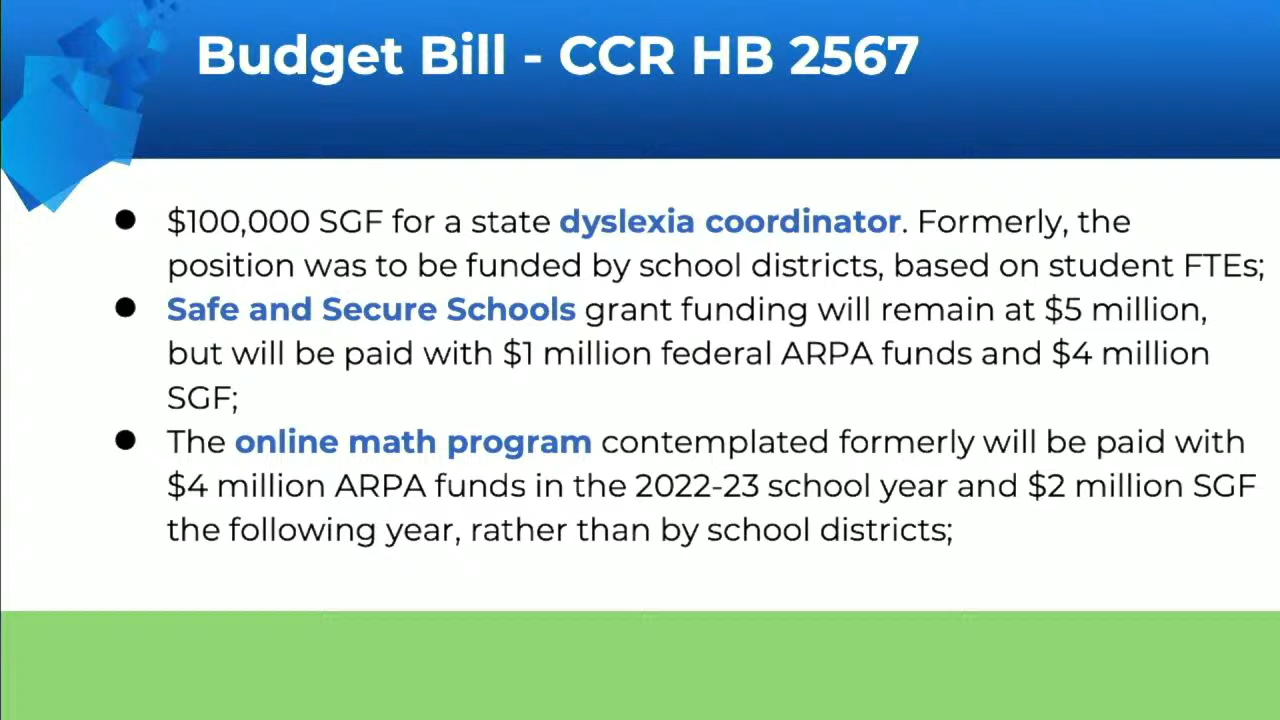 Budget Bill - CCR HB 2567
● $100,000 SGF for a state dyslexia coordinator. Formerly, the
position was to be funded by school districts, based on student FTEs;
● Safe and Secure Schools grant funding will remain at $5 million,
but will be paid with $1 million federal ARPA funds and $4 million
SGF;
● The online math program contemplated formerly will be paid with
$4 million ARPA funds in the 2022-23 school year and $2 million SGF
the following year, rather than by school districts;